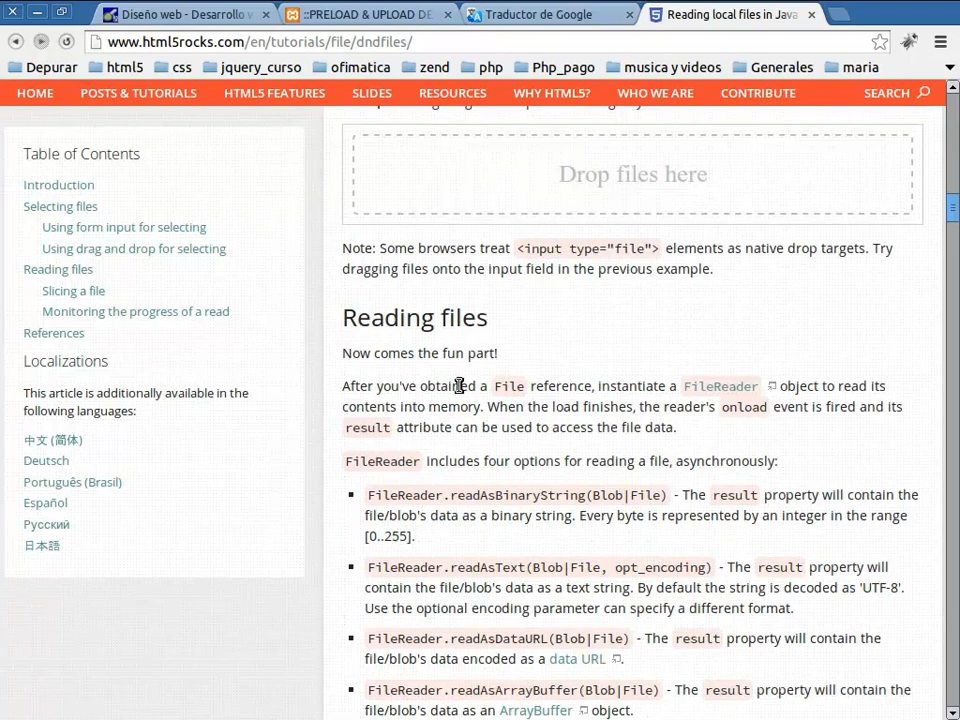 Diseño web - Desarrollo v
::PRELOAD & UPLOAD DE
Traductor de Google
Reading local files in Java
www.html5rocks.com/en/tutorials/file/dndfiles/
Depurar html5 css jquery_curso ofimatica zend php Php_pago musica y videos Generales maria
HOME POSTS & TUTORIALS HTML5 FEATURES SLIDES RESOURCES WHY HTML5? WHO WE ARE CONTRIBUTE SEARCH
Table of Contents
Introduction
Selecting files
Using form input for selecting
Using drag and drop for selecting
Reading files
Slicing a file
Monitoring the progress of a read
References
Localizations
This article is additionally available in the
following languages:
中文 (简体)
Deutsch
Português (Brasil)
Español
Русский
日本語
Drop files here
Note: Some browsers treat <input type="file"> elements as native drop targets. Try
dragging files onto the input field in the previous example.
Reading files
Now comes the fun part!
After you've obtained a File reference, instantiate a FileReader object to read its
contents into memory. When the load finishes, the reader's onload event is fired and its
result attribute can be used to access the file data.
FileReader includes four options for reading a file, asynchronously:
FileReader.readAsBinaryString(Blob|File) - The result property will contain the
file/blob's data as a binary string. Every byte is represented by an integer in the range
[0..255].
FileReader.readAsText(Blob|File, opt_encoding) - The result property will
contain the file/blob's data as a text string. By default the string is decoded as 'UTF-8'.
Use the optional encoding parameter can specify a different format.
FileReader.readAsDataURL(Blob|File) - The result property will contain the
file/blob's data encoded as a data URL.
FileReader.readAsArrayBuffer(Blob|File) - The result property will contain the
file/blob's data as an ArrayBuffer object.